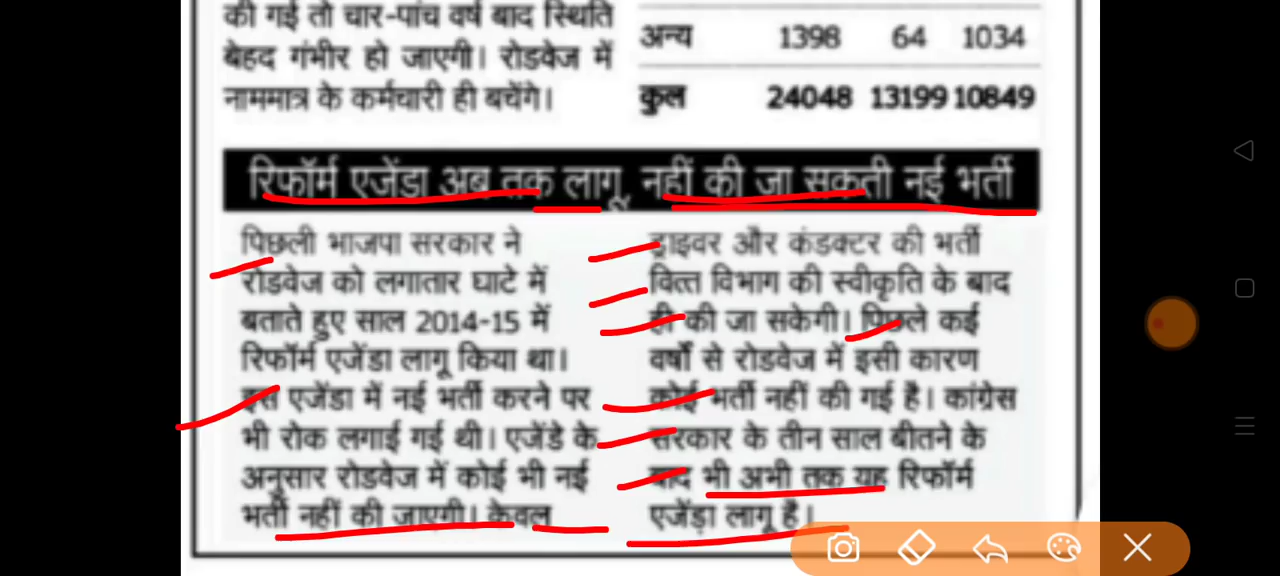 की गई तो चार-पांच वर्ष बाद स्थिति
बेहद गंभीर हो जाएगी। रोडवेज में
नाममात्र के कर्मचारी ही बचेंगे।
अन्य 1398 64 1034
कुल 24048 13199 10849
रिफॉर्म एजेंडा अब तक लागू, नहीं की जा सकती नई भर्ती
पिछली भाजपा सरकार ने
रोडवेज को लगातार घाटे में
बताते हुए साल 2014-15 में
रिफॉर्म एजेंडा लागू किया था।
इस एजेंडा में नई भर्ती करने पर
भी रोक लगाई गई थी। एजेंडे के
अनुसार रोडवेज में कोई भी नई
भर्ती नहीं की जाएगी। केवल
ड्राइवर और कंडक्टर की भर्ती
वित्त विभाग की स्वीकृति के बाद
ही की जा सकेगी। पिछले कई
वर्षों से रोडवेज में इसी कारण
कोई भर्ती नहीं की गई है। कांग्रेस
सरकार के तीन साल बीतने के
बाद भी अभी तक यह रिफॉर्म
एजेंड़ा लागू है।